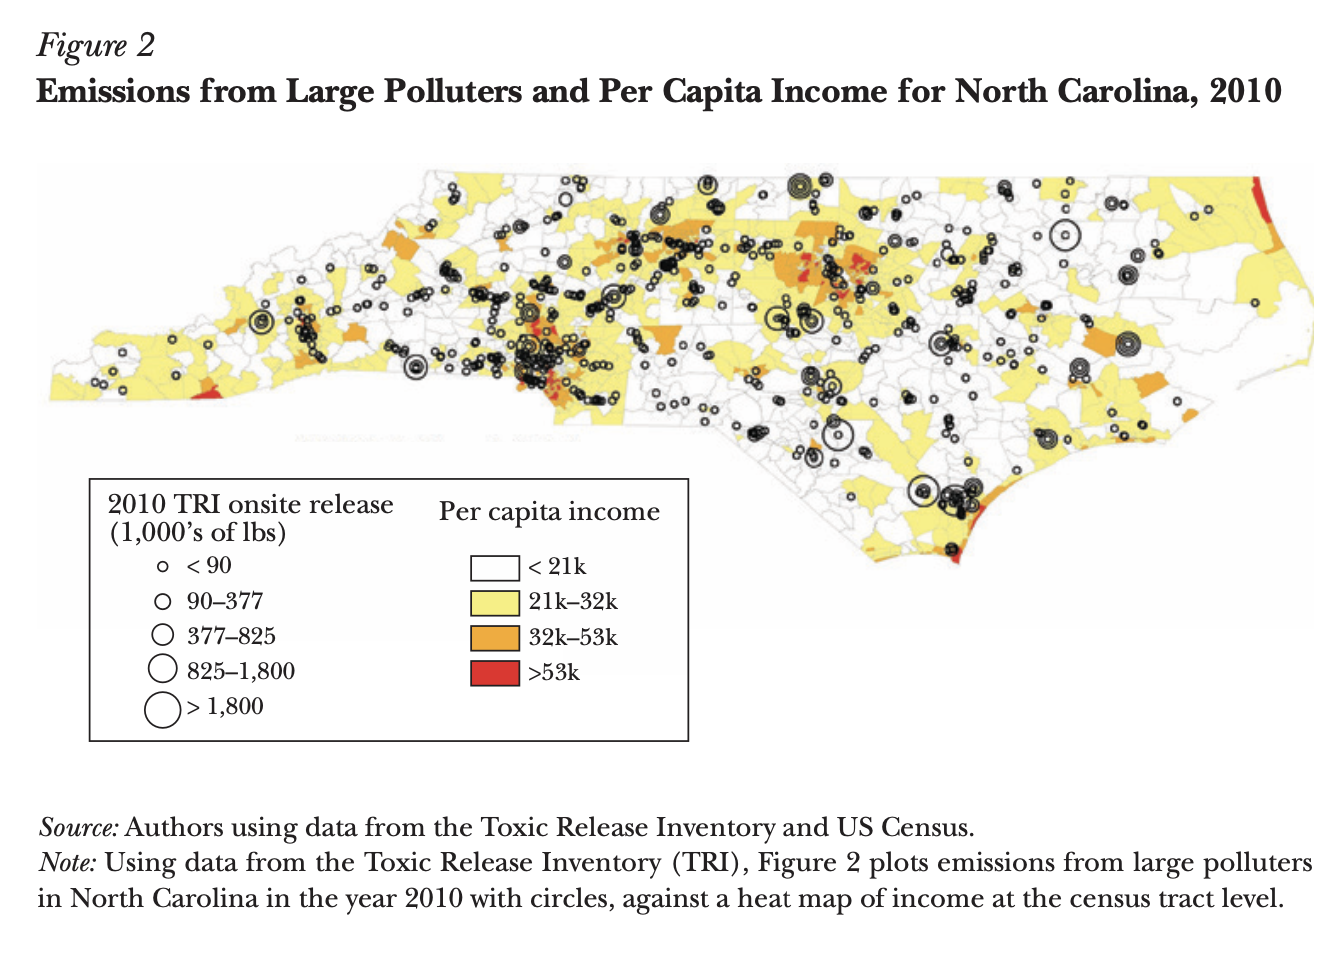 Figure 2
Emissions from Large Polluters and Per Capita Income for North Carolina, 2010
2010 TRI onsite release
(1,000’s of lbs)
< 90
90–377
377–825
825–1,800
> 1,800
Per capita income
< 21k
21k–32k
32k–53k
>53k
Source: Authors using data from the Toxic Release Inventory and US Census.
Note: Using data from the Toxic Release Inventory (TRI), Figure 2 plots emissions from large polluters
in North Carolina in the year 2010 with circles, against a heat map of income at the census tract level.